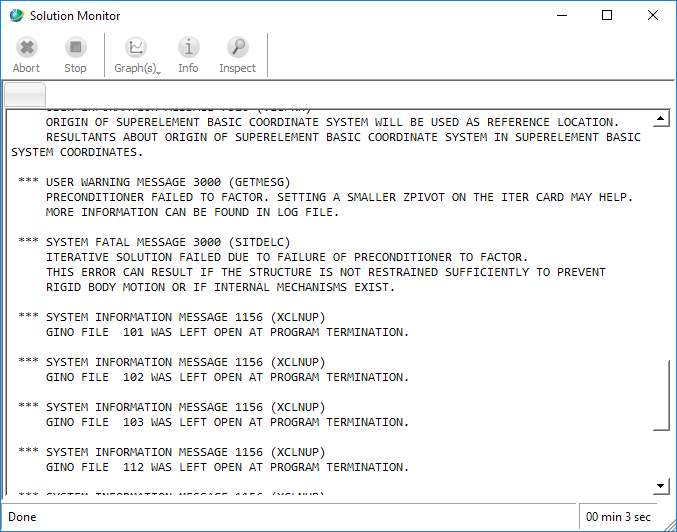 Solution Monitor
Abort Stop Graph(s) Info Inspect
ORIGIN OF SUPERELEMENT BASIC COORDINATE SYSTEM WILL BE USED AS REFERENCE LOCATION.
RESULTANTS ABOUT ORIGIN OF SUPERELEMENT BASIC COORDINATE SYSTEM IN SUPERELEMENT BASIC
SYSTEM COORDINATES.
*** USER WARNING MESSAGE 3000 (GETMESG)
PRECONDITIONER FAILED TO FACTOR. SETTING A SMALLER ZPIVOT ON THE ITER CARD MAY HELP.
MORE INFORMATION CAN BE FOUND IN LOG FILE.
*** SYSTEM FATAL MESSAGE 3000 (SITDELC)
ITERATIVE SOLUTION FAILED DUE TO FAILURE OF PRECONDITIONER TO FACTOR.
THIS ERROR CAN RESULT IF THE STRUCTURE IS NOT RESTRAINED SUFFICIENTLY TO PREVENT
RIGID BODY MOTION OR IF INTERNAL MECHANISMS EXIST.
*** SYSTEM INFORMATION MESSAGE 1156 (XCLNUP)
GINO FILE  101 WAS LEFT OPEN AT PROGRAM TERMINATION.
*** SYSTEM INFORMATION MESSAGE 1156 (XCLNUP)
GINO FILE  102 WAS LEFT OPEN AT PROGRAM TERMINATION.
*** SYSTEM INFORMATION MESSAGE 1156 (XCLNUP)
GINO FILE  103 WAS LEFT OPEN AT PROGRAM TERMINATION.
*** SYSTEM INFORMATION MESSAGE 1156 (XCLNUP)
GINO FILE  112 WAS LEFT OPEN AT PROGRAM TERMINATION.
*** SYSTEM INFORMATION MESSAGE 1156 (XCLNUP)
Done 00 min 3 sec